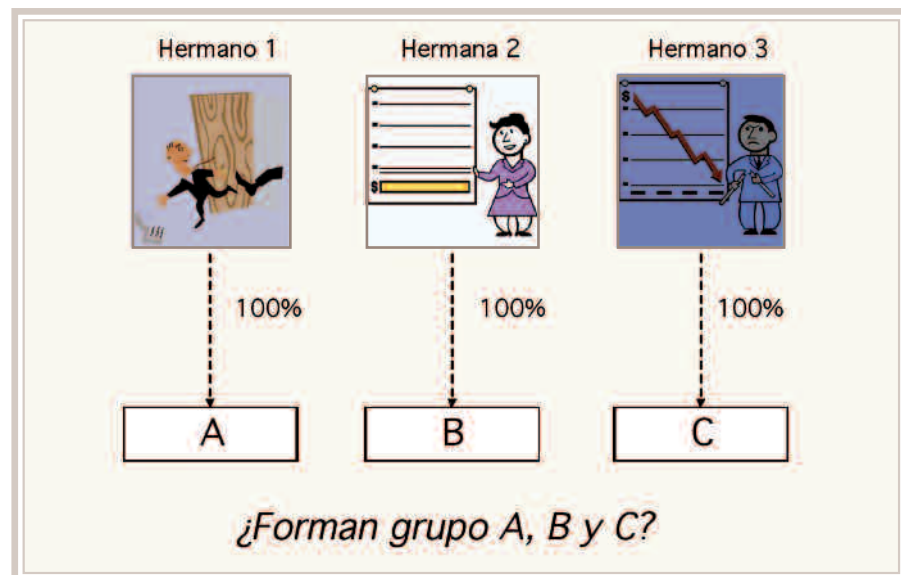 Hermano 1
Hermana 2
Hermano 3
$
$
100%
100%
100%
A
B
C
¿Forman grupo A, B y C?